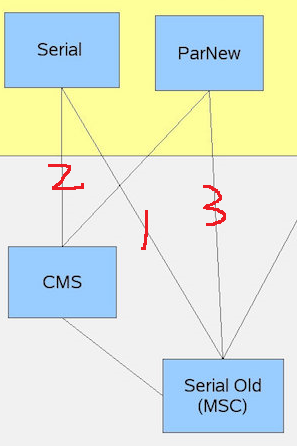 Serial
ParNew
2
1
3
CMS
Serial Old
(MSC)